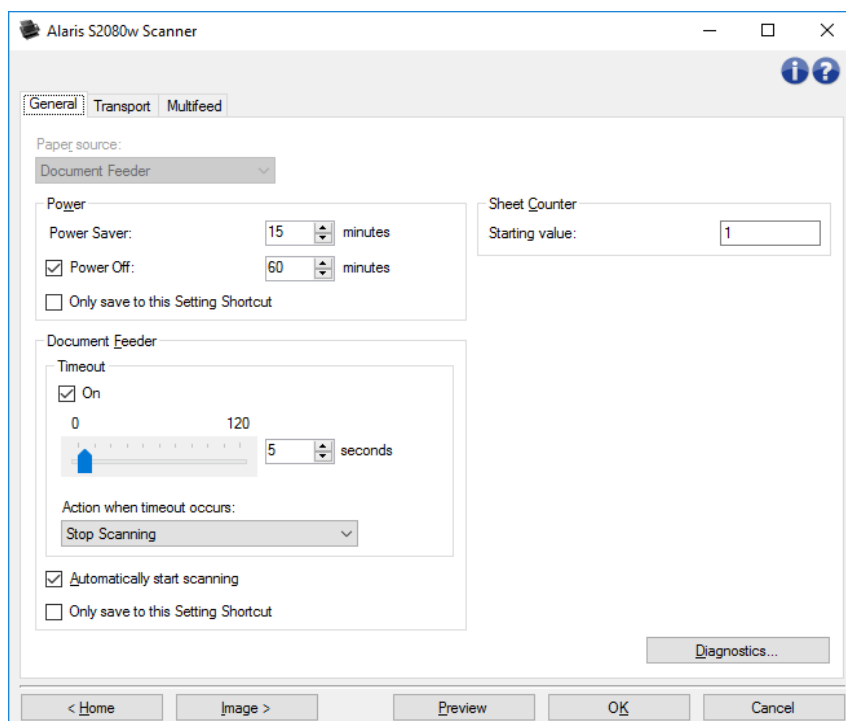 Alaris S2080w Scanner
General Transport Multifeed
Paper source:
Document Feeder
Power
Power Saver: 15 minutes
Power Off: 60 minutes
Only save to this Setting Shortcut
Sheet Counter
Starting value: 1
Document Feeder
Timeout
On
0 120
5 seconds
Action when timeout occurs:
Stop Scanning
Automatically start scanning
Only save to this Setting Shortcut
Diagnostics...
< Home Image > Preview OK Cancel